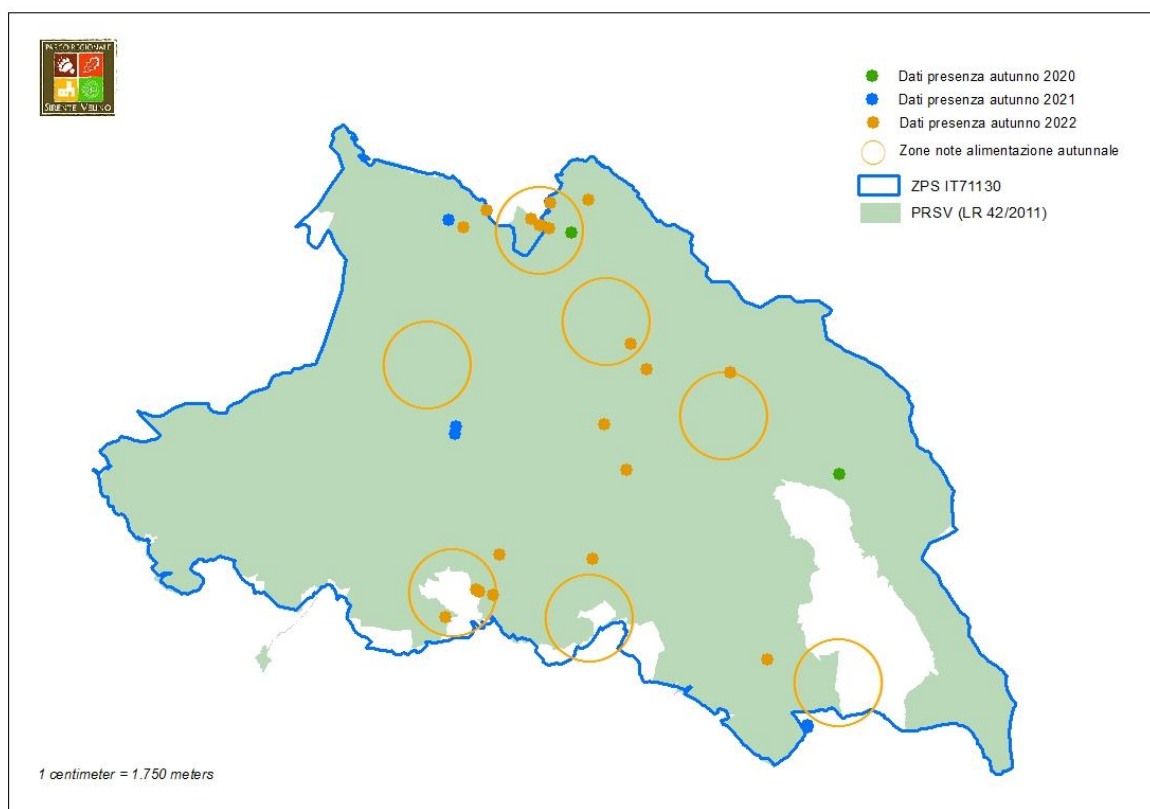 PARCO REGIONALE
SIRENTE VELINO
Dati presenza autunno 2020
Dati presenza autunno 2021
Dati presenza autunno 2022
Zone note alimentazione autunnale
ZPS IT71130
PRSV (LR 42/2011)
1 centimeter = 1.750 meters